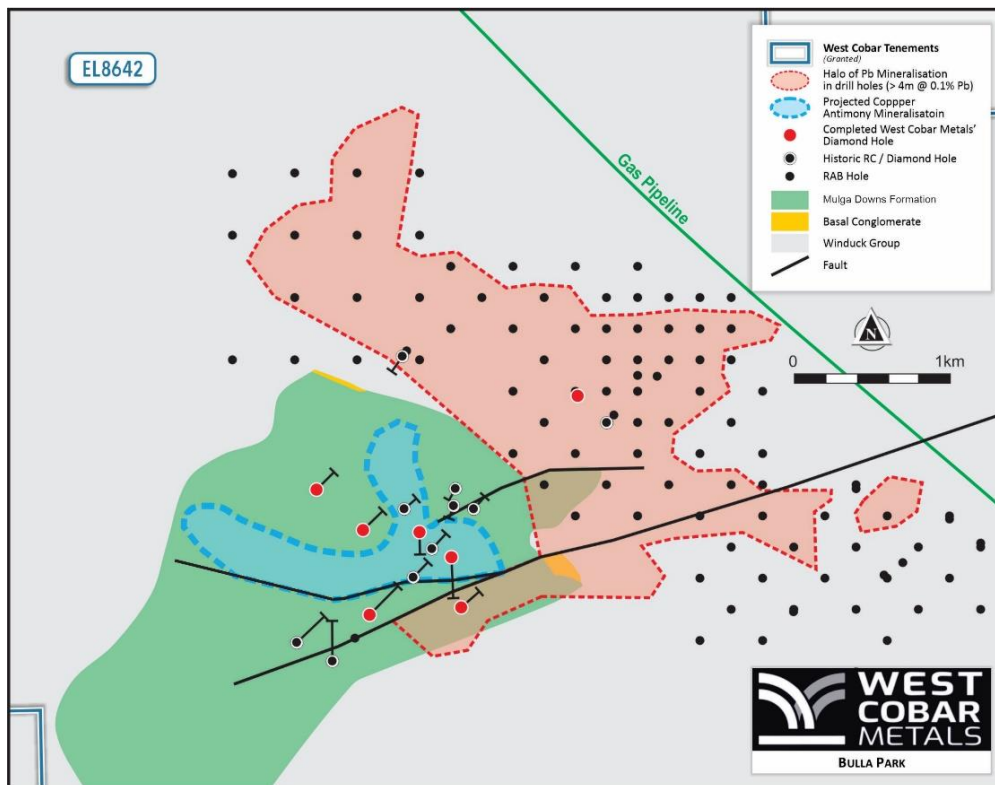 EL8642
West Cobar Tenements
(Granted)
Halo of Pb Mineralisation
in drill holes (> 4m @ 0.1% Pb)
Projected Coppper
Antimony Mineralisatoin
Completed West Cobar Metals'
Diamond Hole
Historic RC / Diamond Hole
RAB Hole
Mulga Downs Formation
Basal Conglomerate
Winduck Group
Fault
Gas Pipeline
N
0 1km
WEST
COBAR
METALS
BULLA PARK